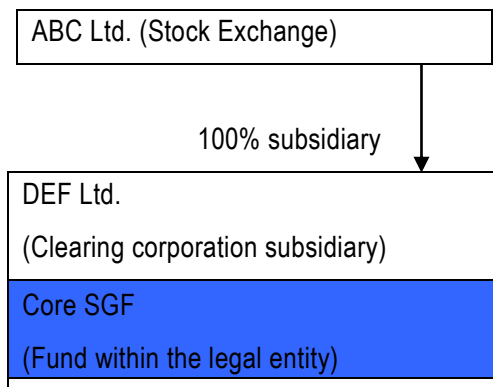 ABC Ltd. (Stock Exchange)
100% subsidiary
DEF Ltd.
(Clearing corporation subsidiary)
Core SGF
(Fund within the legal entity)